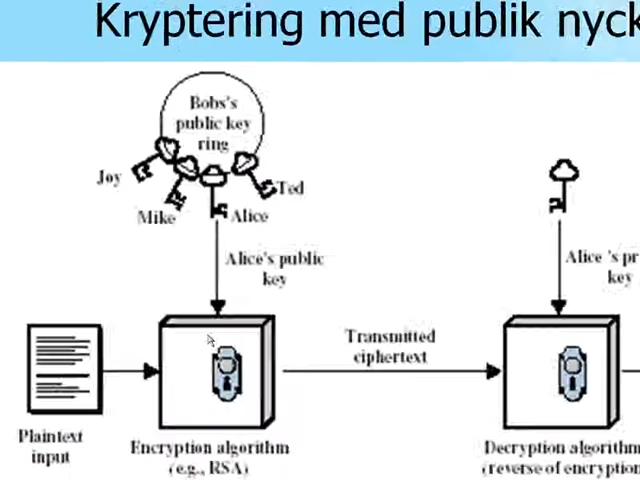 Kryptering med publik nyck
Bobs's
public key
ring
Joy
Ted
Mike
Alice
Alice's public
key
Alice 's pr
key
Transmitted
ciphertext
Plaintext
input
Encryption algorithm
(e.g., RSA)
Decryption algorithm
(reverse of encryption